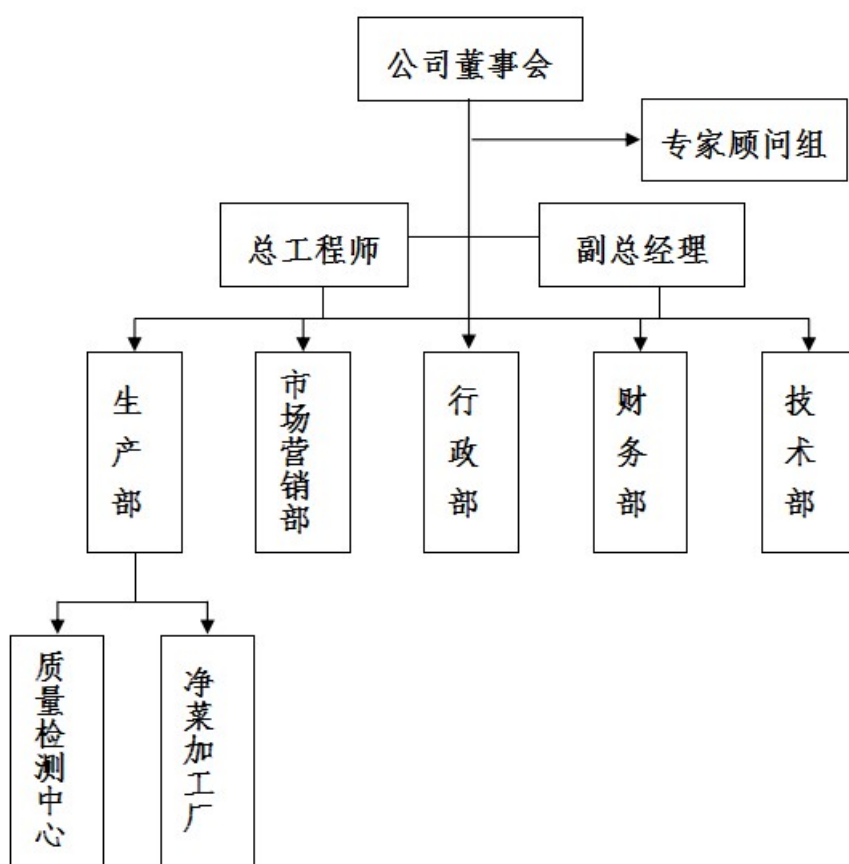 公司董事会
专家顾问组
总工程师
副总经理
生产部
市场营销部
行政部
财务部
技术部
质量检测中心
净菜加工厂